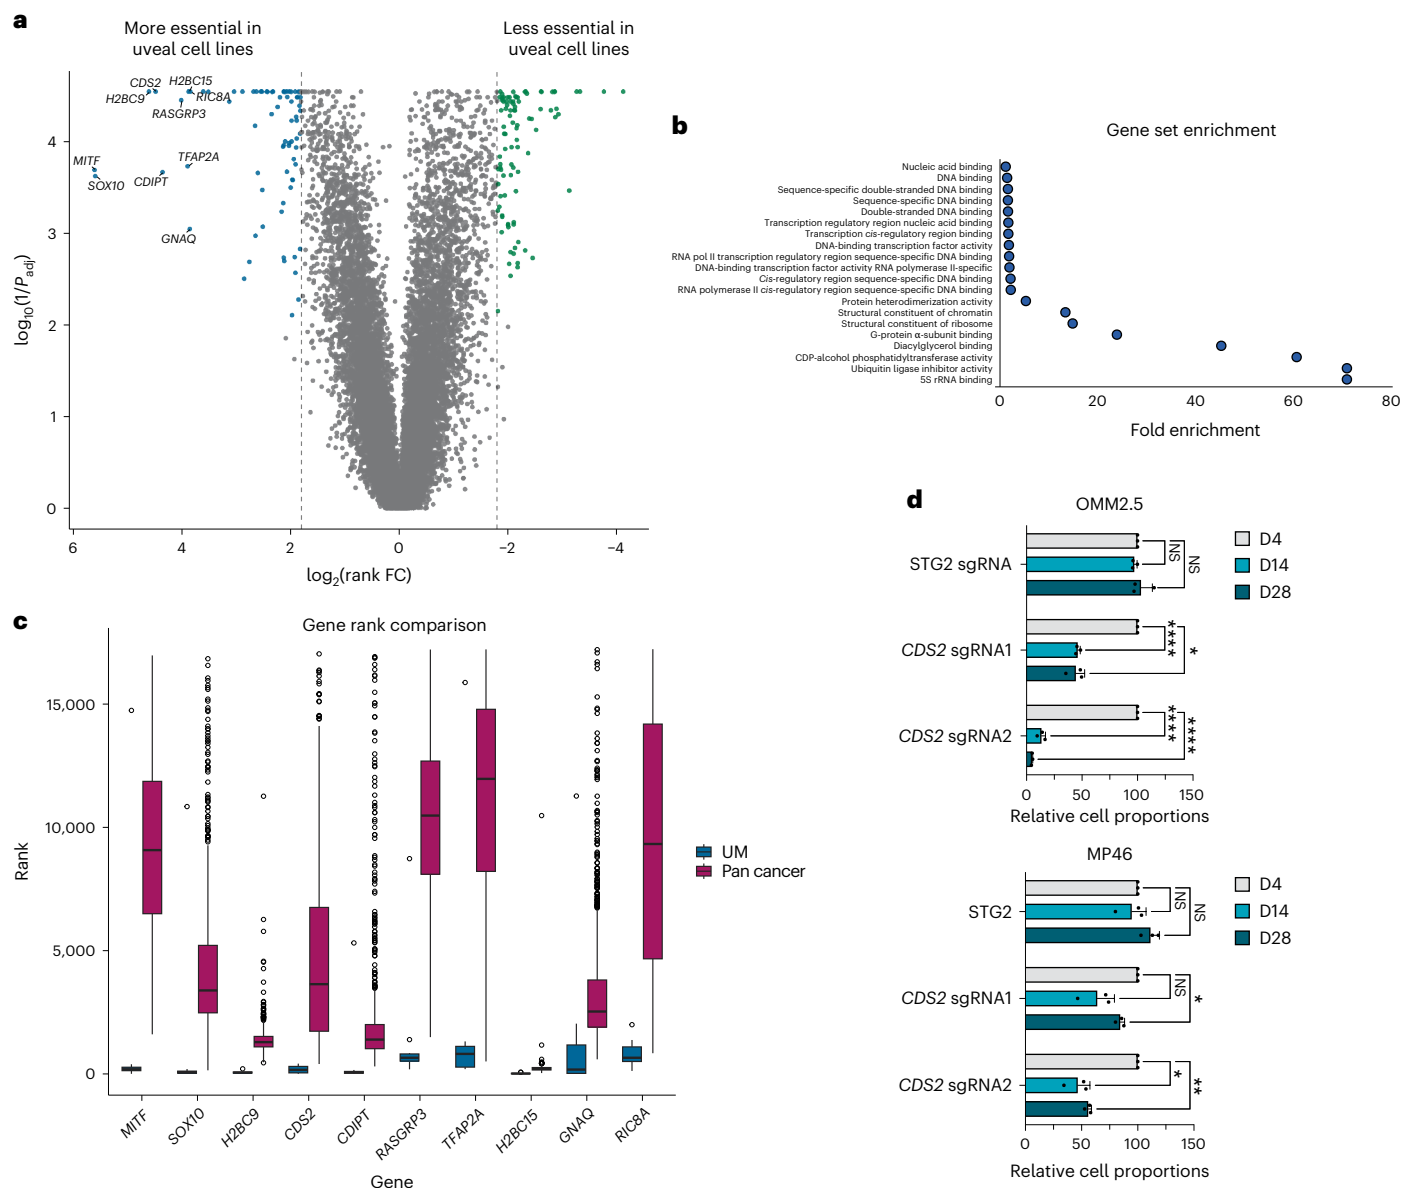 a
More essential in
uveal cell lines
Less essential in
uveal cell lines
CDS2
H2BC15
H2BC9
RIC8A
RASGRP3
MITF
TFAP2A
SOX10
CDIPT
GNAQ
4
3
2
1
0
log10(1/Padj)
6
4
2
0
−2
−4
log2(rank FC)
b
Gene set enrichment
Nucleic acid binding
DNA binding
Sequence-specific double-stranded DNA binding
Sequence-specific DNA binding
Double-stranded DNA binding
Transcription regulatory region nucleic acid binding
Transcription cis-regulatory region binding
DNA-binding transcription factor activity
RNA pol II transcription regulatory region sequence-specific DNA binding
DNA-binding transcription factor activity RNA polymerase II-specific
Cis-regulatory region sequence-specific DNA binding
RNA polymerase II cis-regulatory region sequence-specific DNA binding
Protein heterodimerization activity
Structural constituent of chromatin
Structural constituent of ribosome
G-protein α-subunit binding
Diacylglycerol binding
CDP-alcohol phosphatidyltransferase activity
Ubiquitin ligase inhibitor activity
5S rRNA binding
0
20
40
60
80
Fold enrichment
c
Gene rank comparison
15,000
10,000
5,000
0
Rank
UM
Pan cancer
MITF
SOX10
H2BC9
CDS2
CDIPT
RASGRP3
TFAP2A
H2BC15
GNAQ
RIC8A
Gene
d
OMM2.5
STG2 sgRNA
NS
NS
D4
D14
D28
CDS2 sgRNA1
****
*
CDS2 sgRNA2
****
****
0
50
100
150
Relative cell proportions
MP46
STG2
NS
NS
D4
D14
D28
CDS2 sgRNA1
NS
*
CDS2 sgRNA2
*
**
0
50
100
150
Relative cell proportions